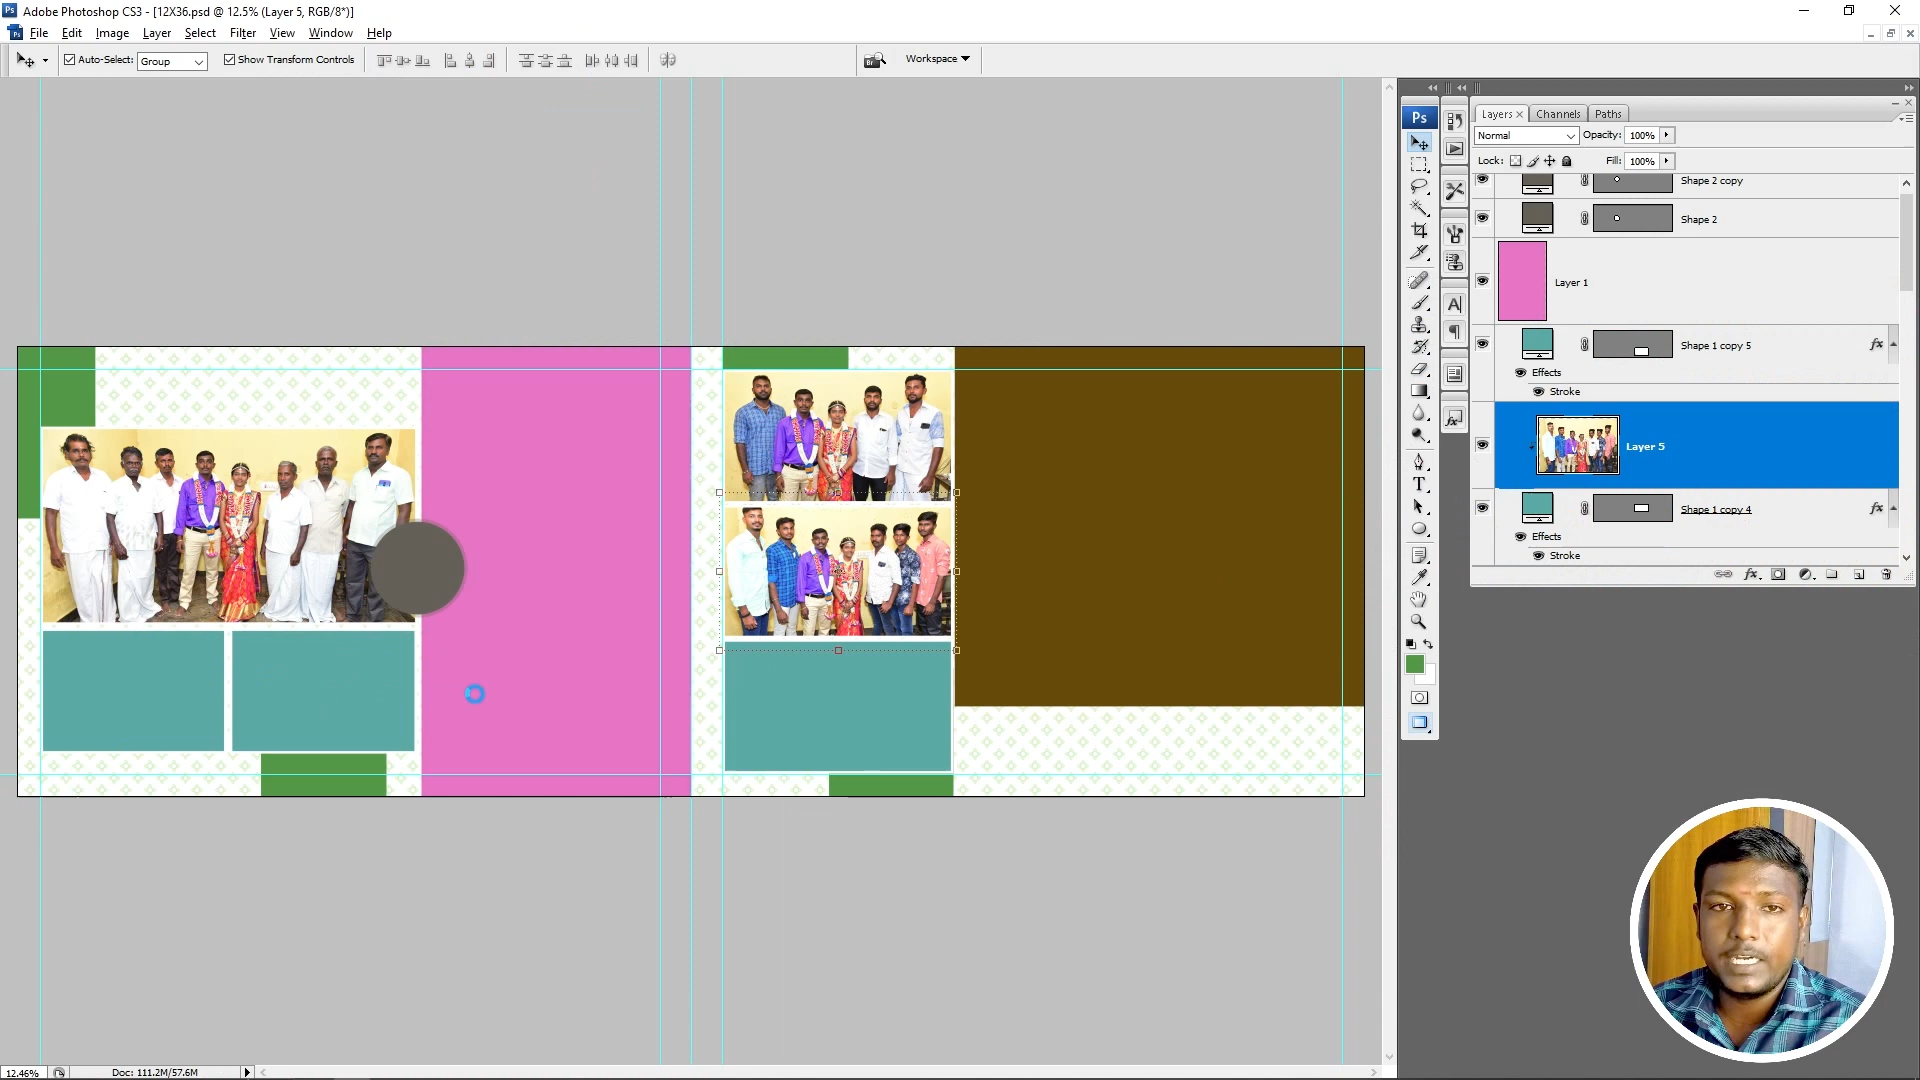 Adobe Photoshop CS3 - [12X36.psd @ 12.5% (Layer 5, RGB/8*)]
File Edit Image Layer Select Filter View Window Help
Auto-Select: Group Show Transform Controls Workspace
Ps
Layers Channels Paths
Normal Opacity: 100%
Lock: Fill: 100%
Shape 2 copy
Shape 2
Layer 1
Shape 1 copy 5 fx
Effects
Stroke
Layer 5
Shape 1 copy 4 fx
Effects
Stroke
12.46% Doc: 111.2M/57.6M